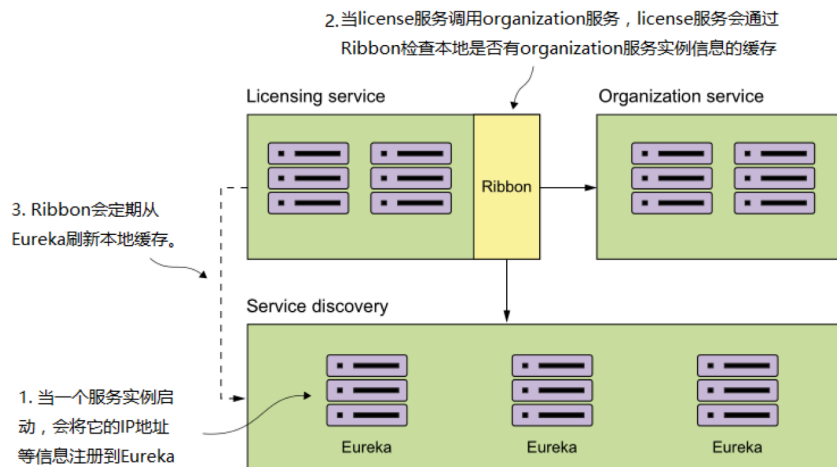 2. 当license服务调用organization服务，license服务会通过
Ribbon检查本地是否有organization服务实例信息的缓存
Licensing service
Organization service
Ribbon
3. Ribbon会定期从
Eureka刷新本地缓存。
Service discovery
1. 当一个服务实例启
动，会将它的IP地址
等信息注册到Eureka
Eureka
Eureka
Eureka